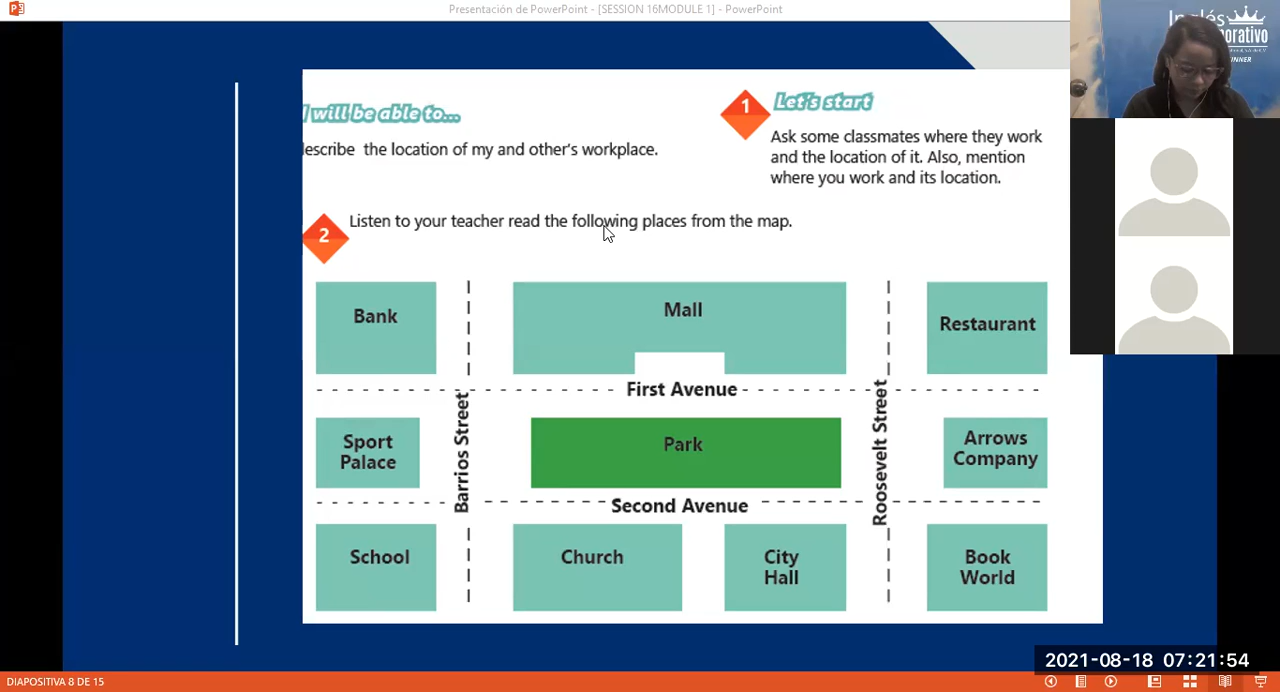 Presentación de PowerPoint - [SESSION 16MODULE 1] - PowerPoint
Inglés
orativo
INNER
I will be able to...
escribe the location of my and other's workplace.
1
Let's start
Ask some classmates where they work
and the location of it. Also, mention
where you work and its location.
2
Listen to your teacher read the following places from the map.
Bank
Mall
Restaurant
First Avenue
Barrios Street
Roosevelt Street
Sport
Palace
Park
Arrows
Company
Second Avenue
School
Church
City
Hall
Book
World
2021-08-18 07:21:54
DIAPOSITIVA 8 DE 15